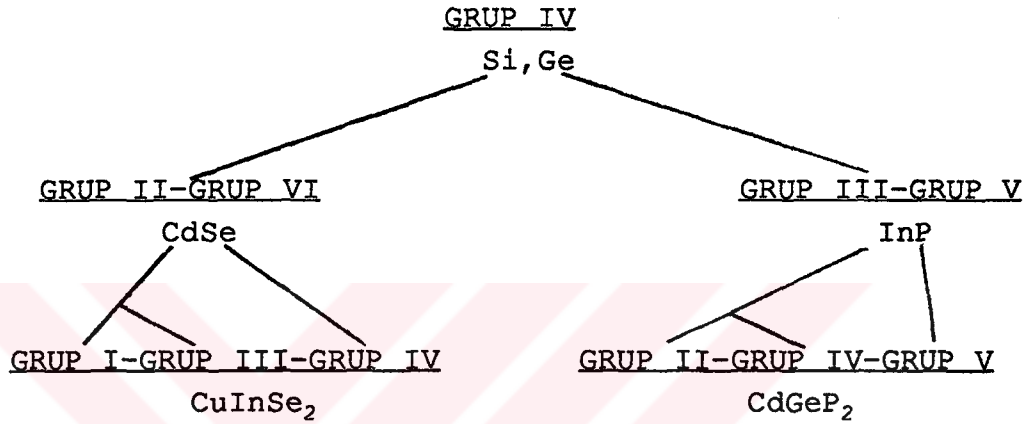 GRUP IV
Si,Ge
GRUP II-GRUP VI GRUP III-GRUP V
CdSe InP
GRUP I-GRUP III-GRUP IV GRUP II-GRUP IV-GRUP V
CuInSe₂ CdGeP₂